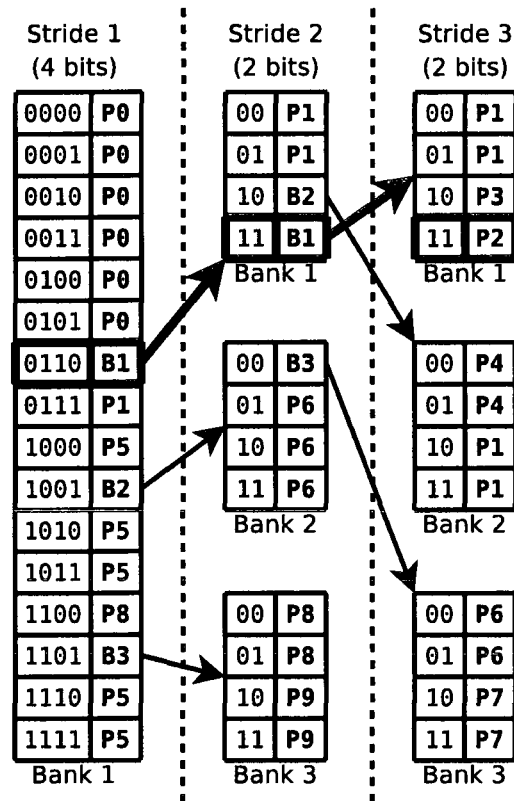 Stride 1
(4 bits)
0000 P0
0001 P0
0010 P0
0011 P0
0100 P0
0101 P0
0110 B1
0111 P1
1000 P5
1001 B2
1010 P5
1011 P5
1100 P8
1101 B3
1110 P5
1111 P5
Bank 1
Stride 2
(2 bits)
00 P1
01 P1
10 B2
11 B1
Bank 1
00 B3
01 P6
10 P6
11 P6
Bank 2
00 P8
01 P8
10 P9
11 P9
Bank 3
Stride 3
(2 bits)
00 P1
01 P1
10 P3
11 P2
Bank 1
00 P4
01 P4
10 P1
11 P1
Bank 2
00 P6
01 P6
10 P7
11 P7
Bank 3